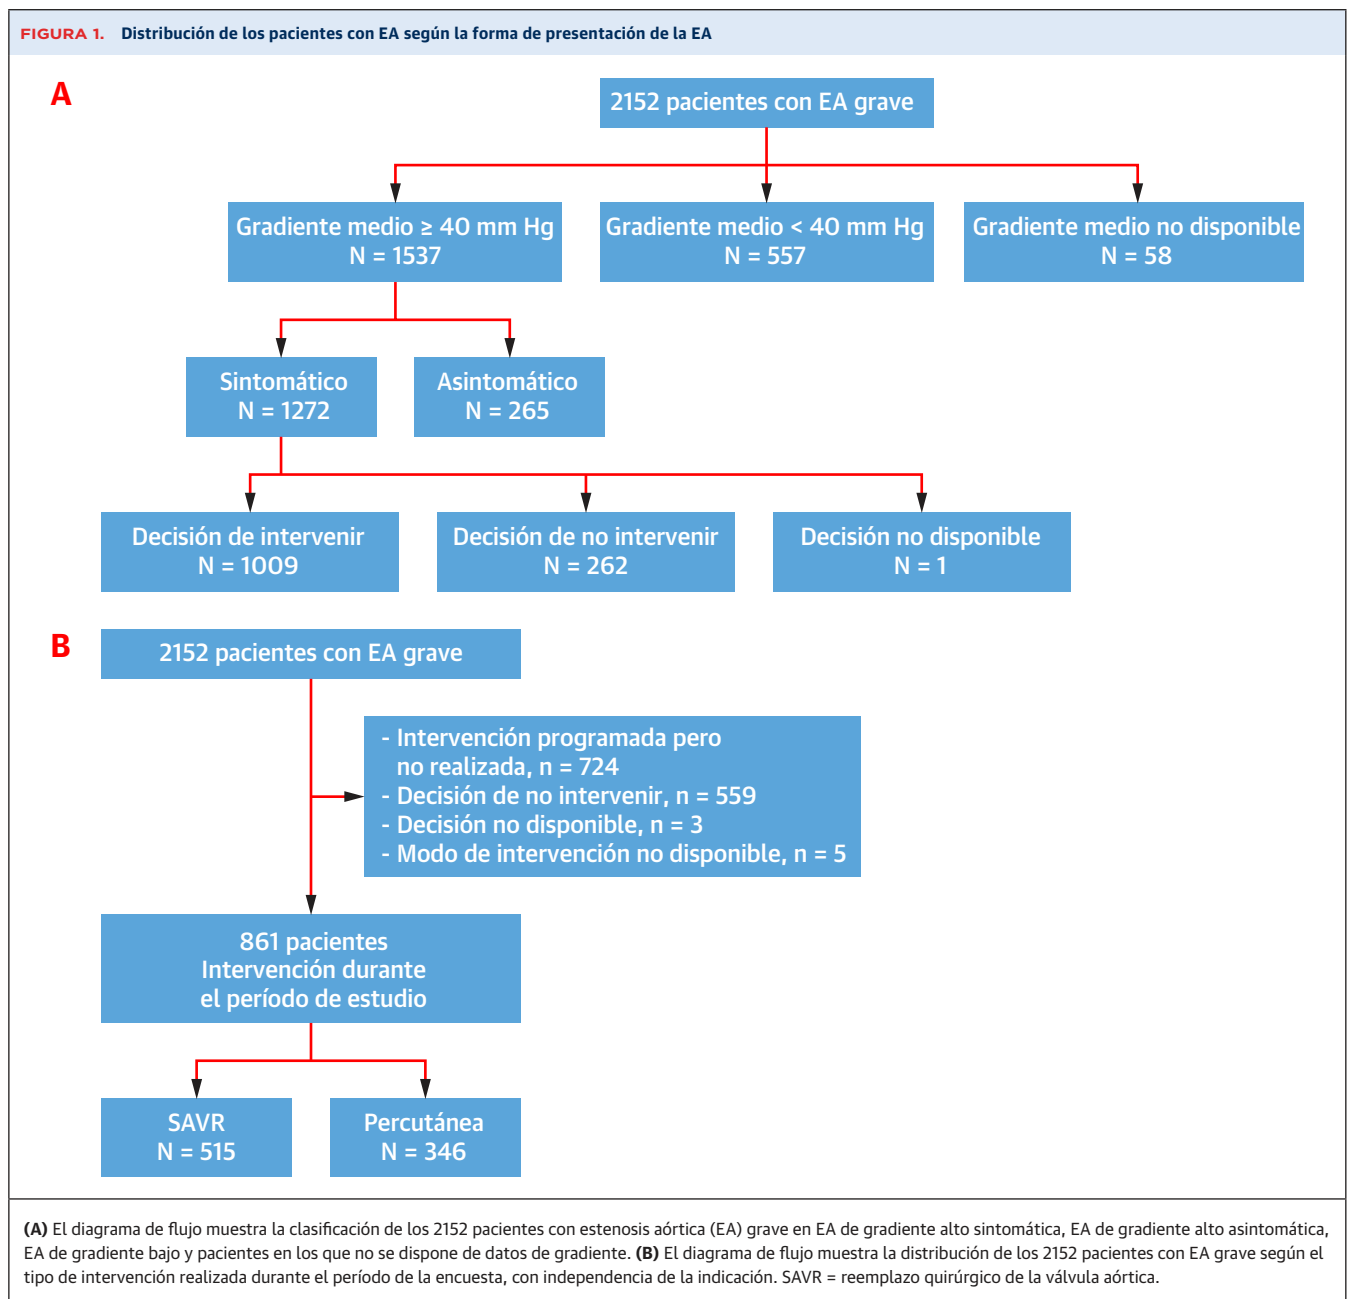 FIGURA 1. Distribución de los pacientes con EA según la forma de presentación de la EA
A
2152 pacientes con EA grave
Gradiente medio ≥ 40 mm Hg
N = 1537
Gradiente medio < 40 mm Hg
N = 557
Gradiente medio no disponible
N = 58
Sintomático
N = 1272
Asintomático
N = 265
Decisión de intervenir
N = 1009
Decisión de no intervenir
N = 262
Decisión no disponible
N = 1
B
2152 pacientes con EA grave
- Intervención programada pero
no realizada, n = 724
- Decisión de no intervenir, n = 559
- Decisión no disponible, n = 3
- Modo de intervención no disponible, n = 5
861 pacientes
Intervención durante
el período de estudio
SAVR
N = 515
Percutánea
N = 346
(A) El diagrama de flujo muestra la clasificación de los 2152 pacientes con estenosis aórtica (EA) grave en EA de gradiente alto sintomática, EA de gradiente alto asintomática,
EA de gradiente bajo y pacientes en los que no se dispone de datos de gradiente. (B) El diagrama de flujo muestra la distribución de los 2152 pacientes con EA grave según el
tipo de intervención realizada durante el período de la encuesta, con independencia de la indicación. SAVR = reemplazo quirúrgico de la válvula aórtica.